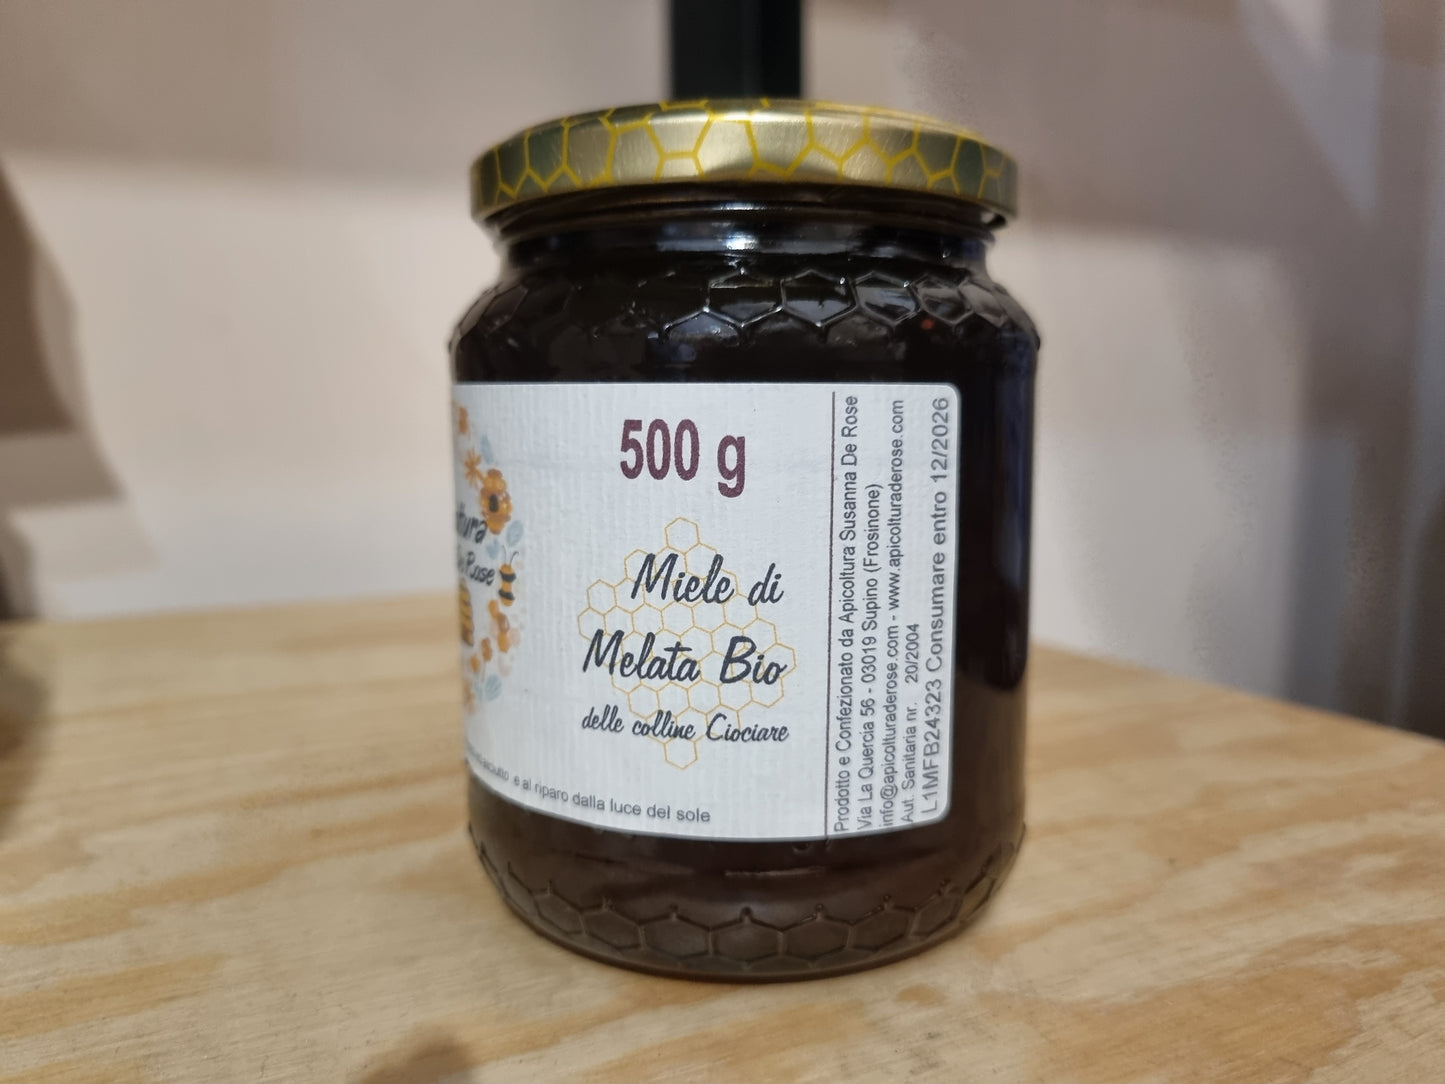 500 g
Miele di
Melata Bio
delle colline Ciociare
e al riparo dalla luce del sole
Prodotto e Confezionato da Apicoltura Susanna De Rose
Via La Quercia 56 - 03019 Supino (Frosinone)
info@apicolturaderose.com - www.apicolturaderose.com
Aut. Sanitaria nr. 20/2004
L1MFB24323 Consumare entro 12/2026
Rose